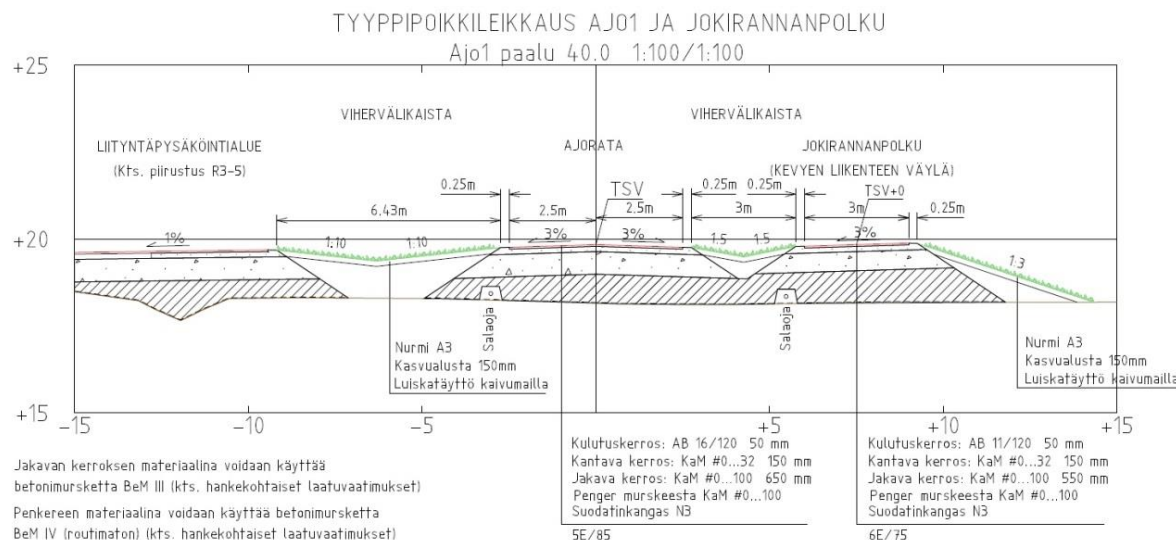 TYYPPIPOIKKILEIKKAUS AJO1 JA JOKIRANNANPOLKU
Ajo1 paalu 40.0 1:100/1:100
+25
VIHERVÄLIKAISTA
VIHERVÄLIKAISTA
LIITYNTÄPYSÄKÖINTIALUE
(Kts. piirustus R3-5)
AJORATA
JOKIRANNANPOLKU
(KEVYEN LIIKENTEEN VÄYLÄ)
0.25m
TSV
0.25m
0.25m
TSV+0
6,43m
2,5m
2,5m
3m
3m
0.25m
+20
1%
1:10
1:10
3%
3%
1.5
1.5
3%
1:3
Salaoja
Salaoja
Nurmi A3
Kasvualusta 150mm
Luiskatäyttö kaivumailla
Nurmi A3
Kasvualusta 150mm
Luiskatäyttö kaivumailla
+15
-15
-10
-5
+5
+10
+15
Jakavan kerroksen materiaalina voidaan käyttää
betonimursketta BeM III (kts. hankekohtaiset laatuvaatimukset)
Penkereen materiaalina voidaan käyttää betonimursketta
BeM IV (routimaton) (kts. hankekohtaiset laatuvaatimukset)
Kulutuskerros: AB 16/120 50 mm
Kantava kerros: KaM #0...32 150 mm
Jakava kerros: KaM #0...100 650 mm
Penger murskeesta KaM #0...100
Suodatinkangas N3
5E/85
Kulutuskerros: AB 11/120 50 mm
Kantava kerros: KaM #0...32 150 mm
Jakava kerros: KaM #0...100 550 mm
Penger murskeesta KaM #0...100
Suodatinkangas N3
6E/75